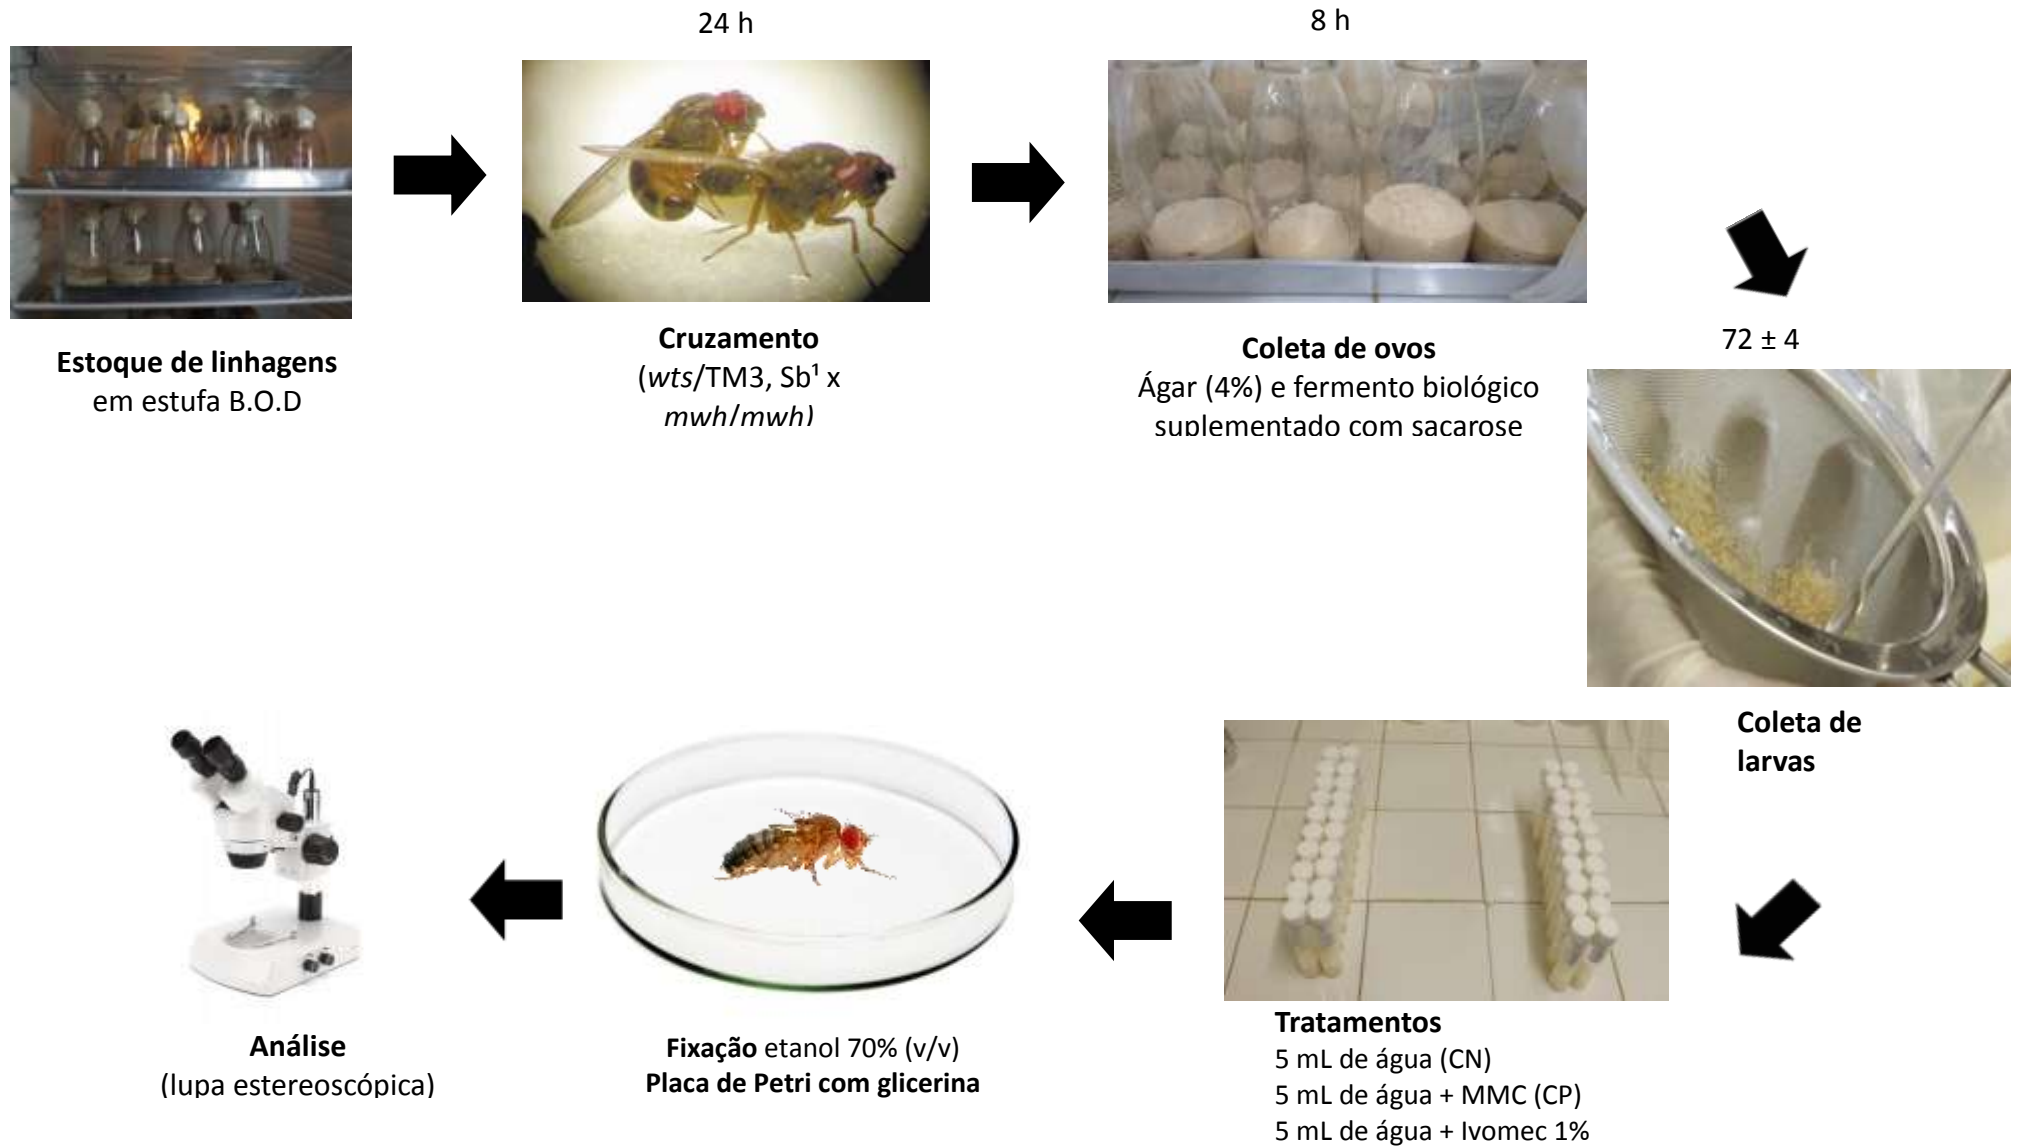 24 h
8 h
Estoque de linhagens
em estufa B.O.D
Cruzamento
(wts/TM3, Sb¹ x
mwh/mwh)
Coleta de ovos
Ágar (4%) e fermento biológico
suplementado com sacarose
72 ± 4
Coleta de
larvas
Tratamentos
5 mL de água (CN)
5 mL de água + MMC (CP)
5 mL de água + Ivomec 1%
Fixação etanol 70% (v/v)
Placa de Petri com glicerina
Análise
(lupa estereoscópica)